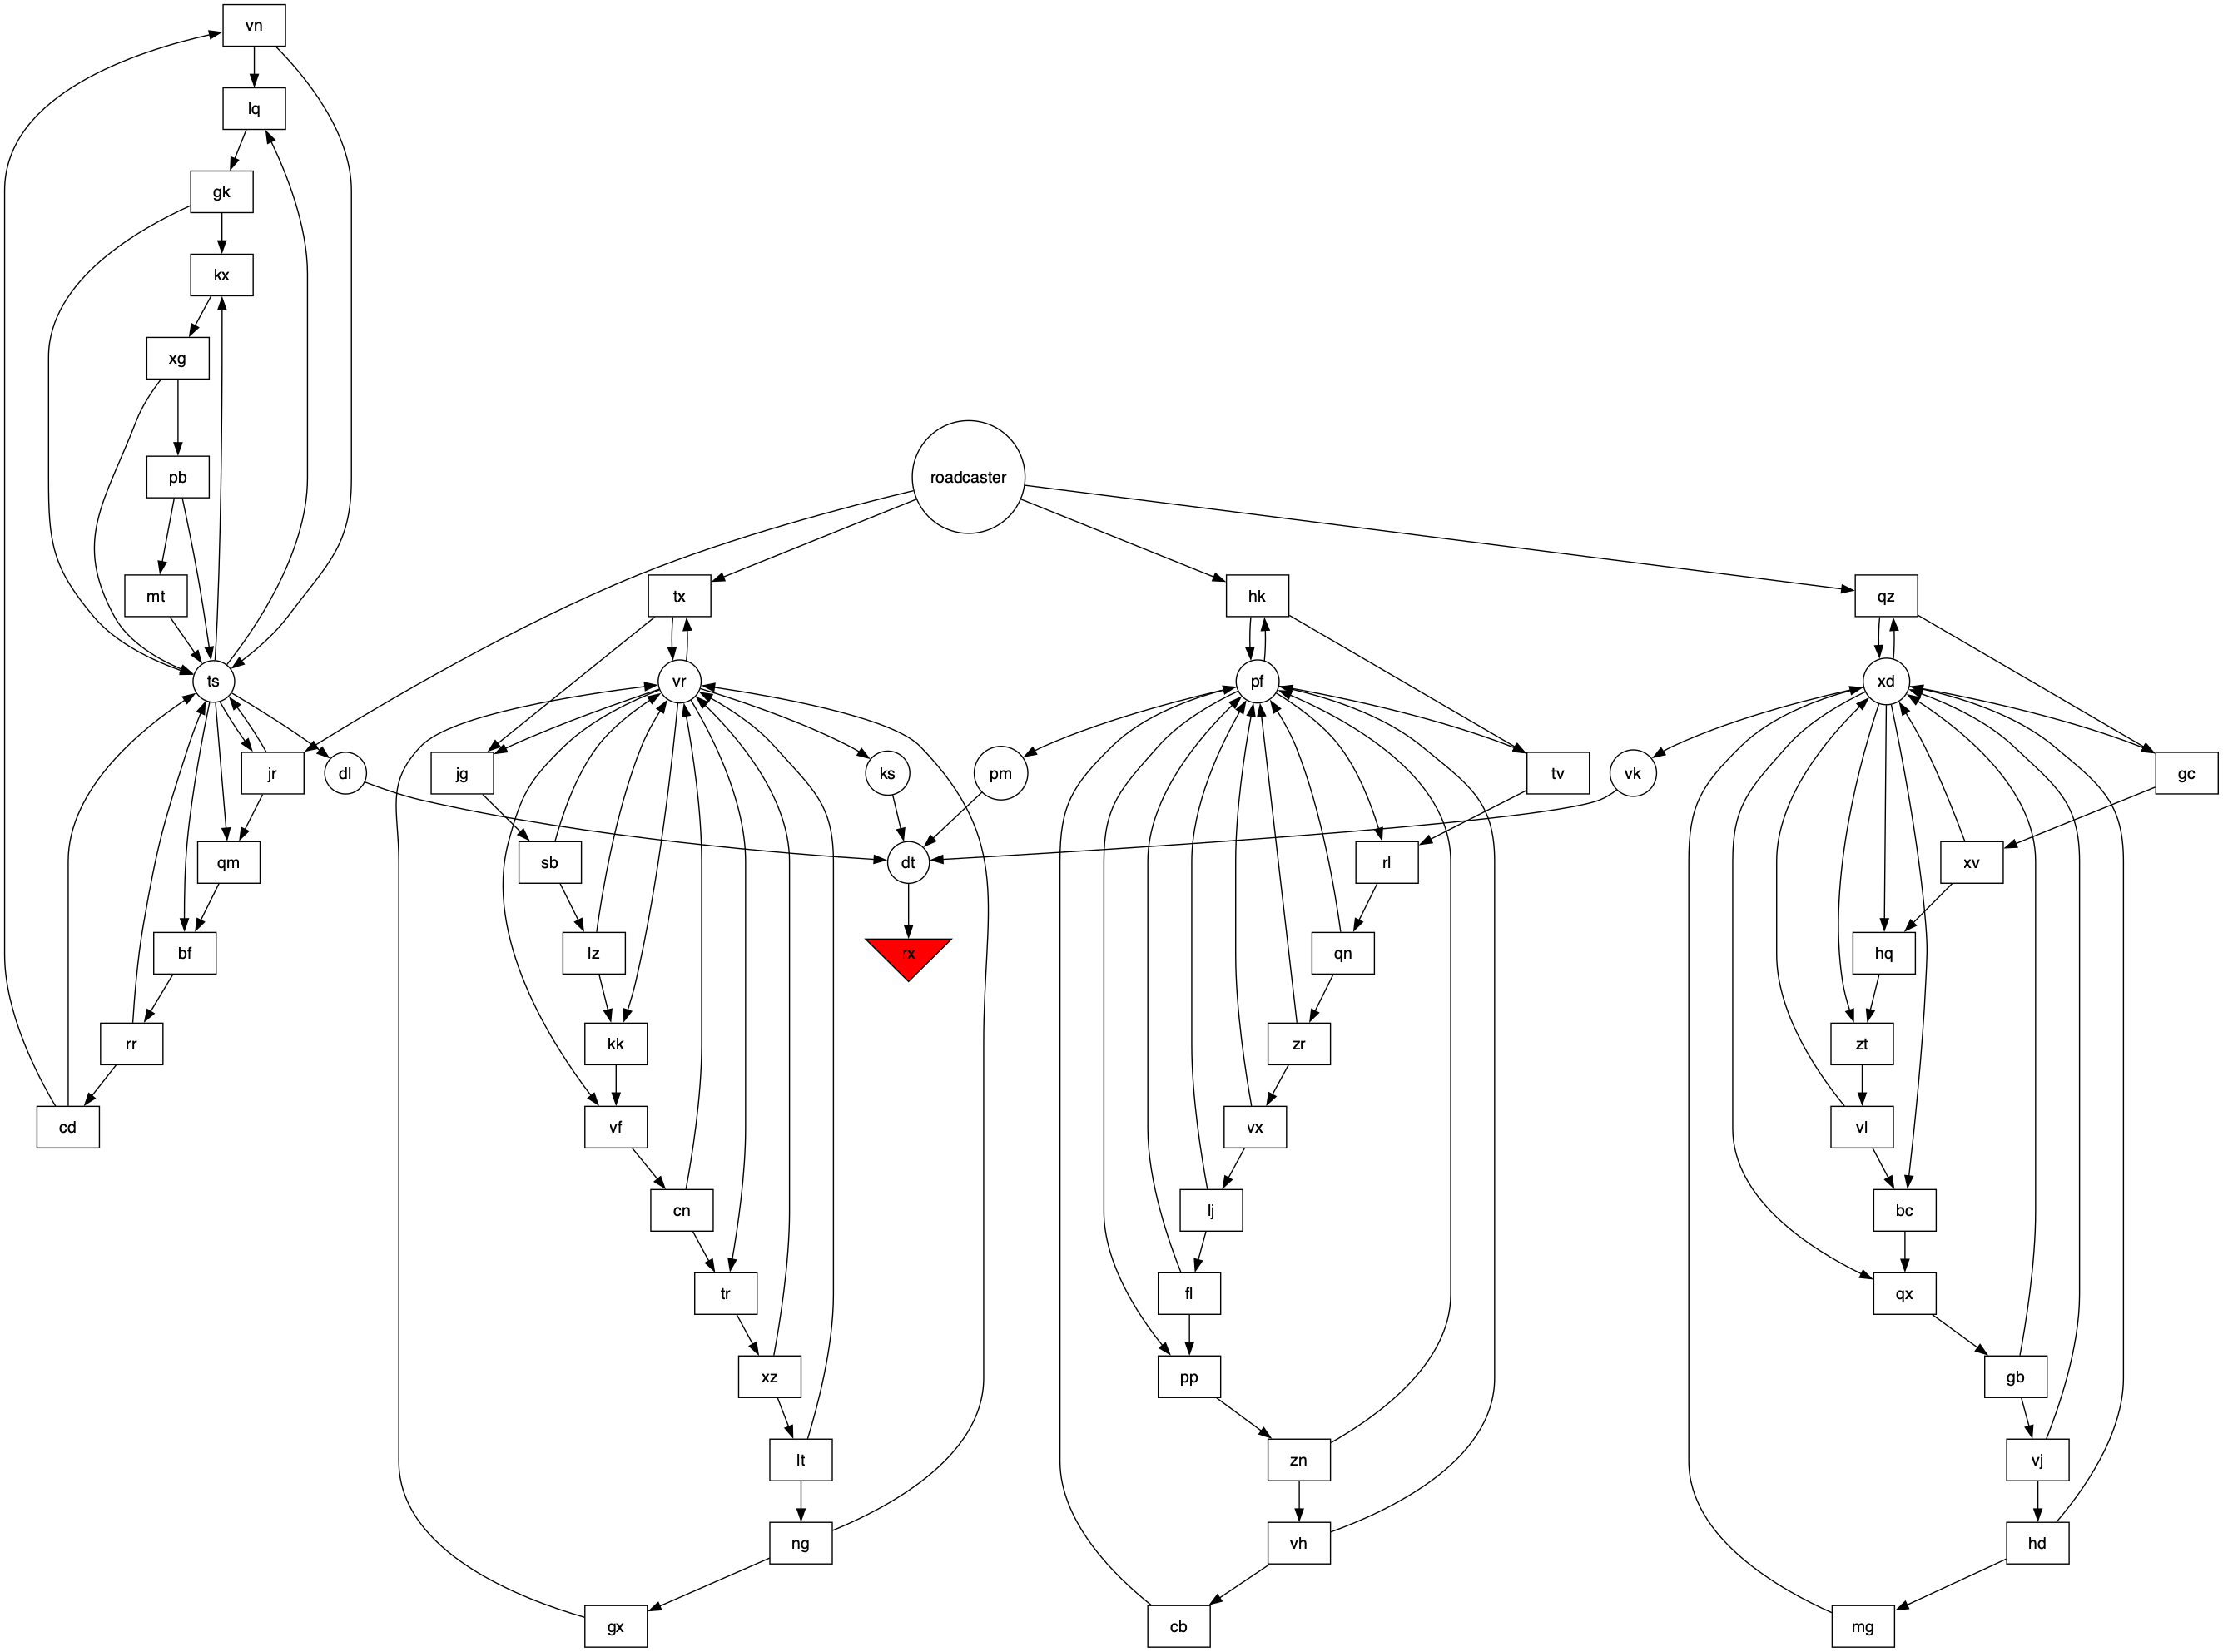 vn
lq
gk
kx
xg
pb
roadcaster
mt
tx
hk
qz
ts
vr
pf
xd
jr
dl
jg
ks
pm
tv
vk
gc
qm
sb
dt
rl
xv
bf
lz
rx
qn
hq
rr
kk
zr
zt
cd
vf
vx
vl
cn
lj
bc
tr
fl
qx
xz
pp
gb
lt
zn
vj
ng
vh
hd
gx
cb
mg